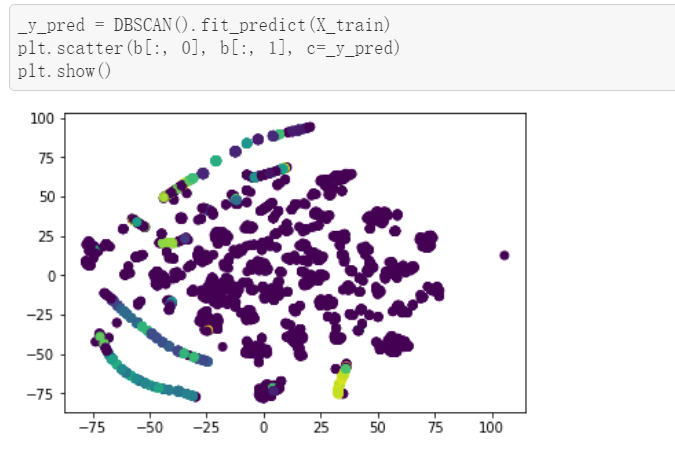 _y_pred = DBSCAN().fit_predict(X_train)
plt.scatter(b[:, 0], b[:, 1], c=_y_pred)
plt.show()
100
75
50
25
0
−25
−50
−75
−75 −50 −25 0 25 50 75 100